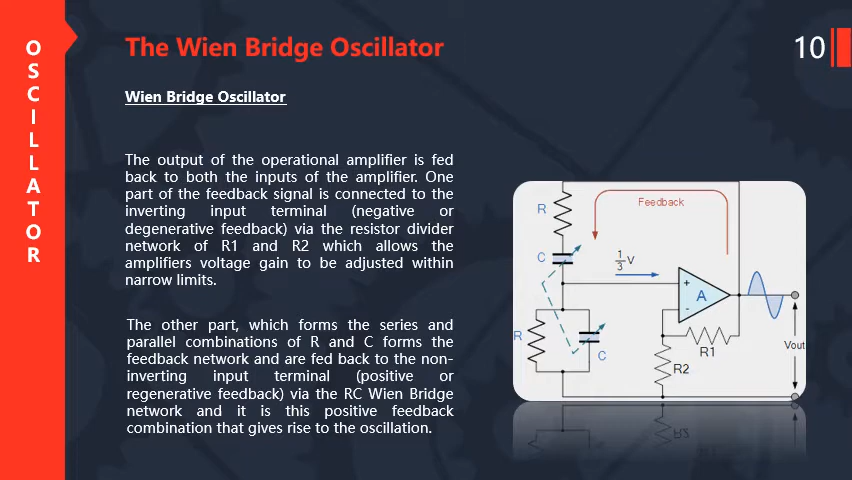 OSCILLATOR
The Wien Bridge Oscillator
10
Wien Bridge Oscillator
The output of the operational amplifier is fed
back to both the inputs of the amplifier. One
part of the feedback signal is connected to the
inverting input terminal (negative or
degenerative feedback) via the resistor divider
network of R1 and R2 which allows the
amplifiers voltage gain to be adjusted within
narrow limits.
The other part, which forms the series and
parallel combinations of R and C forms the
feedback network and are fed back to the non-
inverting input terminal (positive or
regenerative feedback) via the RC Wien Bridge
network and it is this positive feedback
combination that gives rise to the oscillation.
R
Feedback
C
1/3 V
+
A
-
R
C
R1
Vout
R2